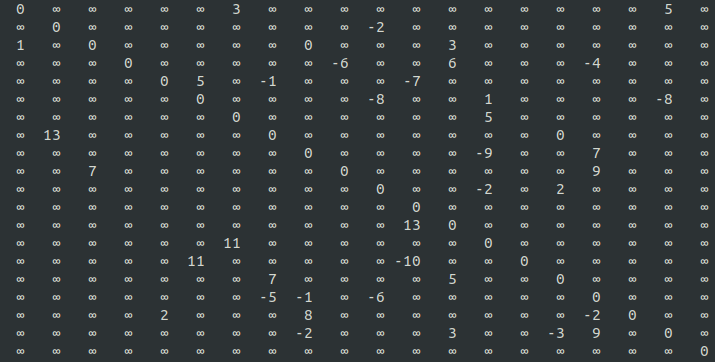 0 ∞ ∞ ∞ ∞ ∞ 3 ∞ ∞ ∞ ∞ ∞ ∞ ∞ ∞ ∞ ∞ ∞ 5 ∞
∞ 0 ∞ ∞ ∞ ∞ ∞ ∞ ∞ ∞ -2 ∞ ∞ ∞ ∞ ∞ ∞ ∞ ∞ ∞
1 ∞ 0 ∞ ∞ ∞ ∞ ∞ 0 ∞ ∞ ∞ 3 ∞ ∞ ∞ ∞ ∞ ∞ ∞
∞ ∞ ∞ 0 ∞ ∞ ∞ ∞ ∞ -6 ∞ ∞ 6 ∞ ∞ ∞ -4 ∞ ∞ ∞
∞ ∞ ∞ ∞ 0 5 ∞ -1 ∞ ∞ ∞ -7 ∞ ∞ ∞ ∞ ∞ ∞ ∞ ∞
∞ ∞ ∞ ∞ ∞ 0 ∞ ∞ ∞ ∞ -8 ∞ ∞ 1 ∞ ∞ ∞ ∞ -8 ∞
∞ ∞ ∞ ∞ ∞ ∞ 0 ∞ ∞ ∞ ∞ ∞ ∞ 5 ∞ ∞ ∞ ∞ ∞ ∞
∞ 13 ∞ ∞ ∞ ∞ ∞ 0 ∞ ∞ ∞ ∞ ∞ ∞ ∞ 0 ∞ ∞ ∞ ∞
∞ ∞ ∞ ∞ ∞ ∞ ∞ ∞ 0 ∞ ∞ ∞ ∞ -9 ∞ ∞ 7 ∞ ∞ ∞
∞ ∞ 7 ∞ ∞ ∞ ∞ ∞ ∞ 0 ∞ ∞ ∞ ∞ ∞ ∞ 9 ∞ ∞ ∞
∞ ∞ ∞ ∞ ∞ ∞ ∞ ∞ ∞ ∞ 0 ∞ ∞ -2 ∞ 2 ∞ ∞ ∞ ∞
∞ ∞ ∞ ∞ ∞ ∞ ∞ ∞ ∞ ∞ ∞ 0 ∞ ∞ ∞ ∞ ∞ ∞ ∞ ∞
∞ ∞ ∞ ∞ ∞ ∞ ∞ ∞ ∞ ∞ ∞ 13 0 ∞ ∞ ∞ ∞ ∞ ∞ ∞
∞ ∞ ∞ ∞ ∞ ∞ 11 ∞ ∞ ∞ ∞ ∞ ∞ 0 ∞ ∞ ∞ ∞ ∞ ∞
∞ ∞ ∞ ∞ ∞ 11 ∞ ∞ ∞ ∞ ∞ -10 ∞ ∞ 0 ∞ ∞ ∞ ∞ ∞
∞ ∞ ∞ ∞ ∞ ∞ ∞ 7 ∞ ∞ ∞ ∞ 5 ∞ ∞ 0 ∞ ∞ ∞ ∞
∞ ∞ ∞ ∞ ∞ ∞ ∞ -5 -1 ∞ -6 ∞ ∞ ∞ ∞ ∞ 0 ∞ ∞ ∞
∞ ∞ ∞ ∞ 2 ∞ ∞ ∞ 8 ∞ ∞ ∞ ∞ ∞ ∞ ∞ -2 0 ∞ ∞
∞ ∞ ∞ ∞ ∞ ∞ ∞ ∞ -2 ∞ ∞ ∞ 3 ∞ ∞ -3 9 ∞ 0 ∞
∞ ∞ ∞ ∞ ∞ ∞ ∞ ∞ ∞ ∞ ∞ ∞ ∞ ∞ ∞ ∞ ∞ ∞ ∞ 0